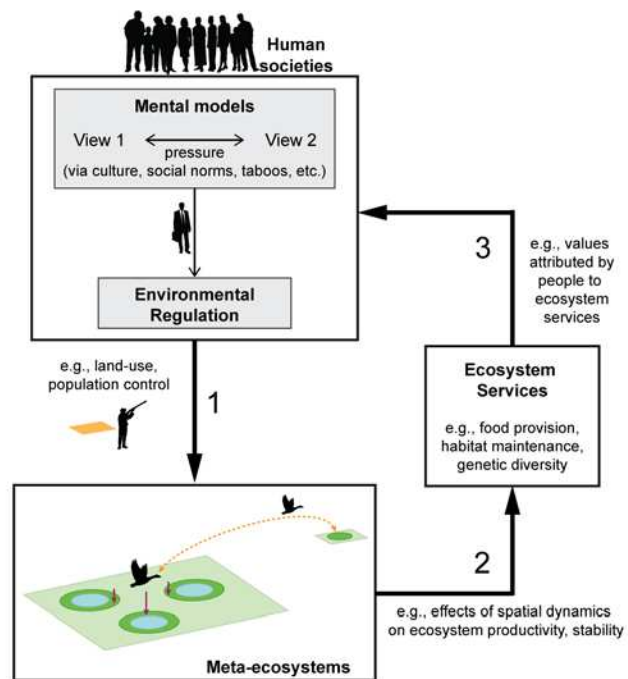 Human
societies
Mental models
View 1
View 2
pressure
(via culture, social norms, taboos, etc.)
Environmental
Regulation
e.g., land-use,
population control
1
3
e.g., values
attributed by
people to
ecosystem
services
Ecosystem
Services
e.g., food provision,
habitat maintenance,
genetic diversity
2
e.g., effects of spatial dynamics
on ecosystem productivity, stability
Meta-ecosystems